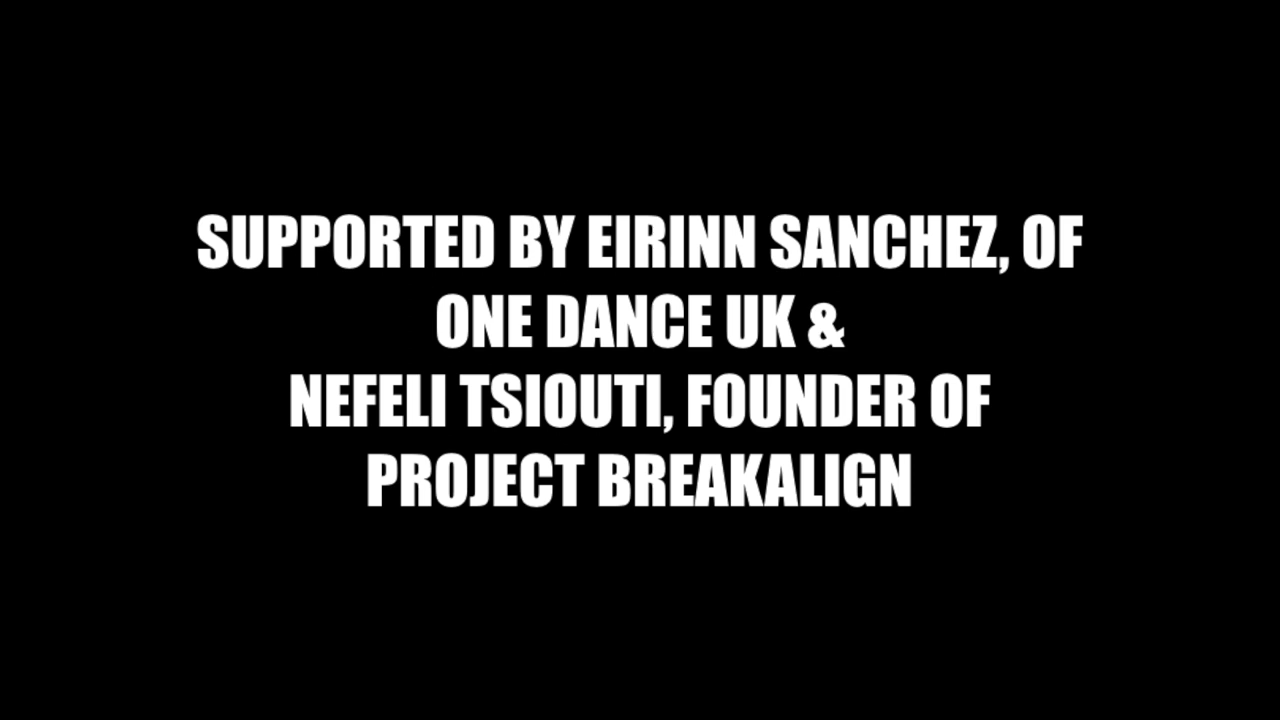 SUPPORTED BY EIRINN SANCHEZ, OF
ONE DANCE UK &
NEFELI TSIOUTI, FOUNDER OF
PROJECT BREAKALIGN